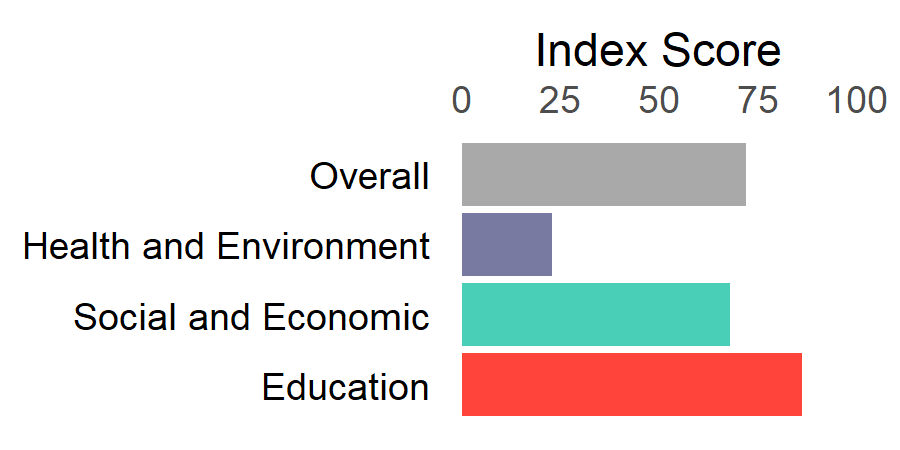 Index Score
0 25 50 75 100
Overall
Health and Environment
Social and Economic
Education